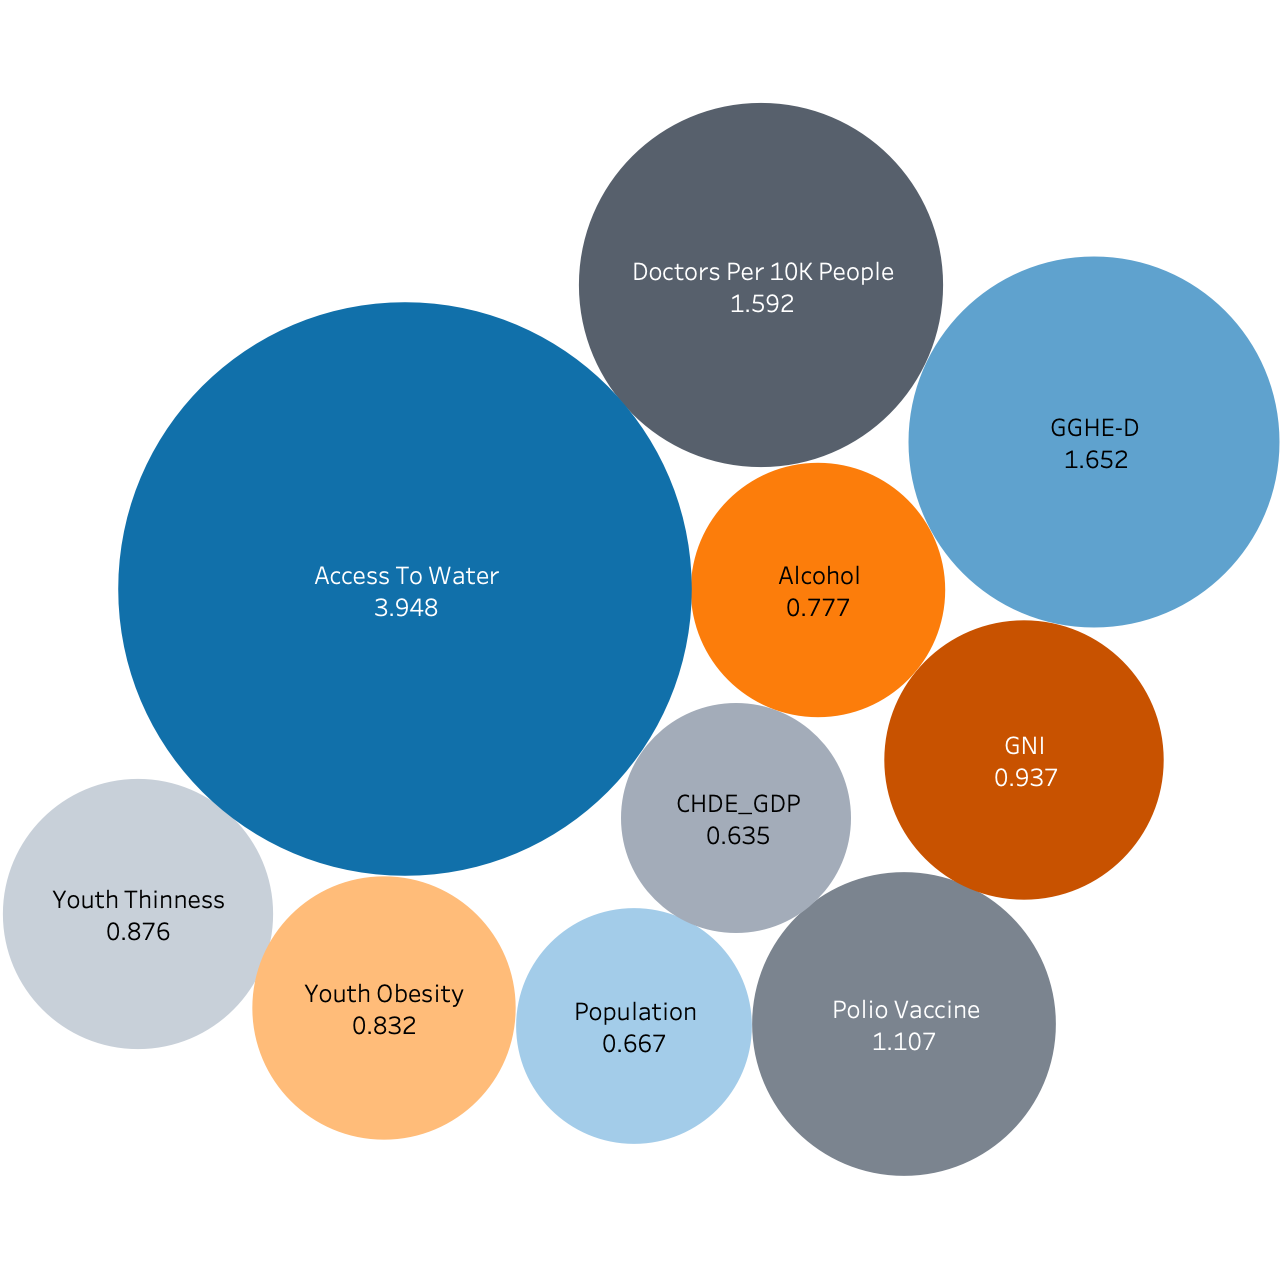 Doctors Per 10K People
1.592
GGHE-D
1.652
Access To Water
3.948
Alcohol
0.777
GNI
0.937
CHDE_GDP
0.635
Youth Thinness
0.876
Youth Obesity
0.832
Population
0.667
Polio Vaccine
1.107